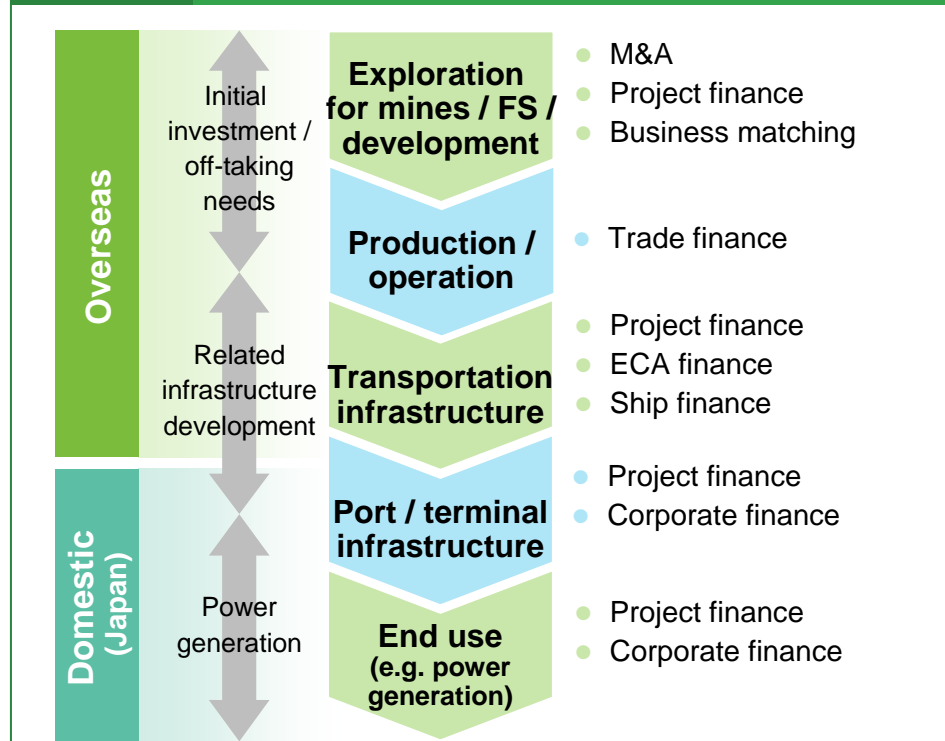 Overseas
Initial
investment /
off-taking
needs
Exploration
for mines / FS /
development
M&A
Project finance
Business matching
Production /
operation
Trade finance
Related
infrastructure
development
Transportation
infrastructure
Project finance
ECA finance
Ship finance
Domestic
(Japan)
Port / terminal
infrastructure
Project finance
Corporate finance
Power
generation
End use
(e.g. power
generation)
Project finance
Corporate finance